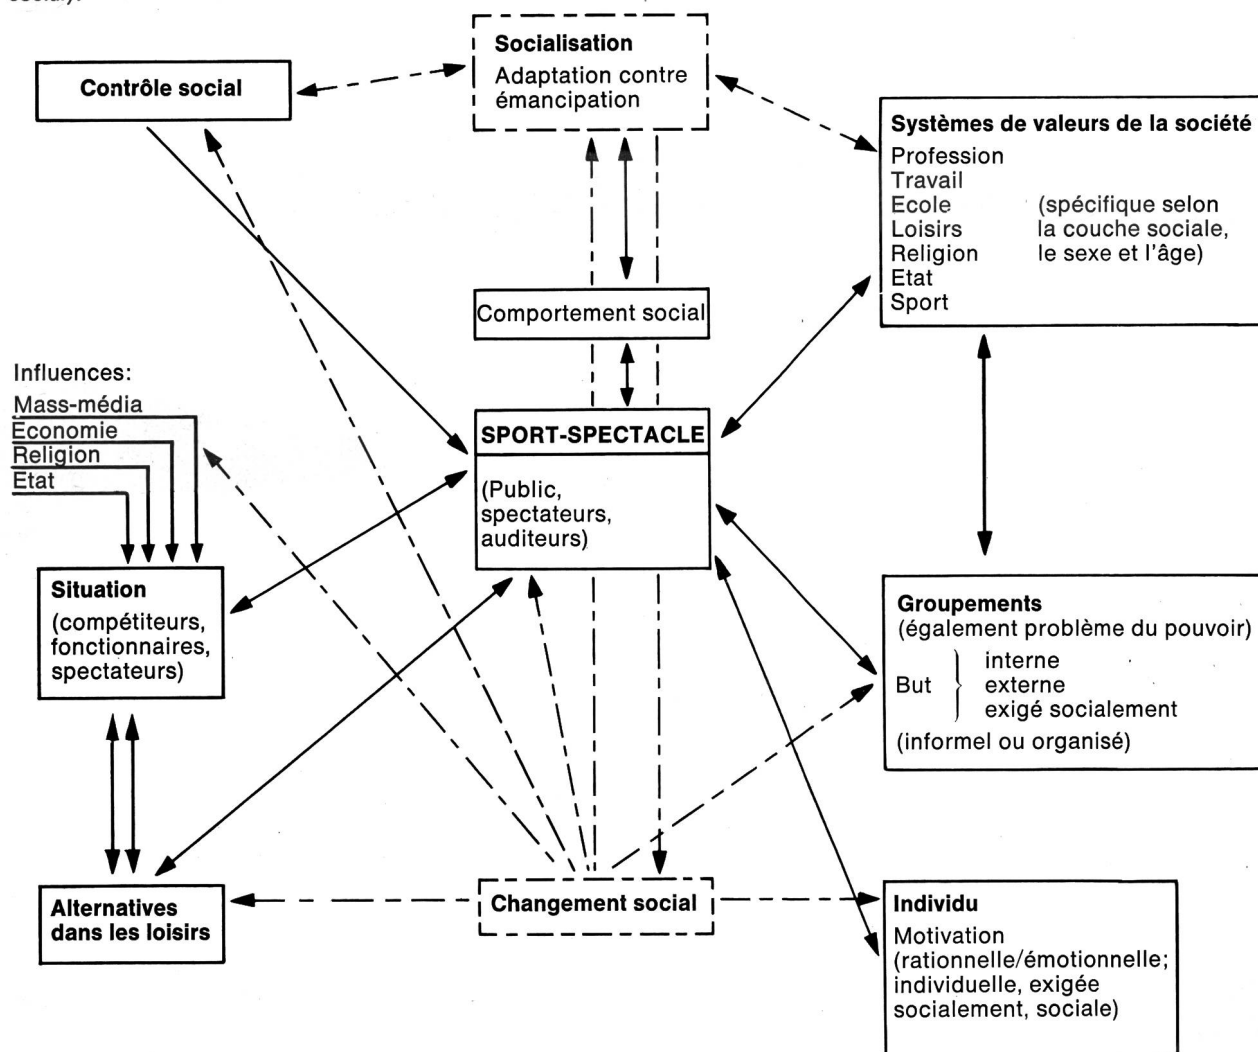 Socialisation
Adaptation contre
émancipation
Contrôle social
Systèmes de valeurs de la société
Profession
Travail
Ecole (spécifique selon
Loisirs la couche sociale,
Religion le sexe et l'âge)
Etat
Sport
Comportement social
Influences:
Mass-média
Economie
Religion
Etat
SPORT-SPECTACLE
(Public,
spectateurs,
auditeurs)
Situation
(compétiteurs,
fonctionnaires,
spectateurs)
Groupements
(également problème du pouvoir)
But } interne
externe
exigé socialement
(informel ou organisé)
Alternatives
dans les loisirs
Changement social
Individu
Motivation
(rationnelle/émotionnelle;
individuelle, exigée
socialement, sociale)